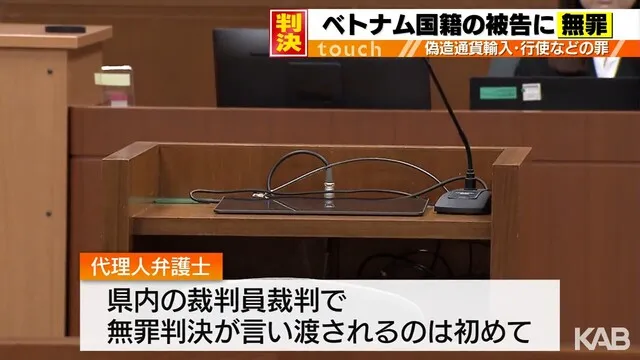 判決
ベトナム国籍の被告に 無罪
touch
偽造通貨輸入・行使などの罪
代理人弁護士
県内の裁判員裁判で
無罪判決が言い渡されるのは初めて
KAB